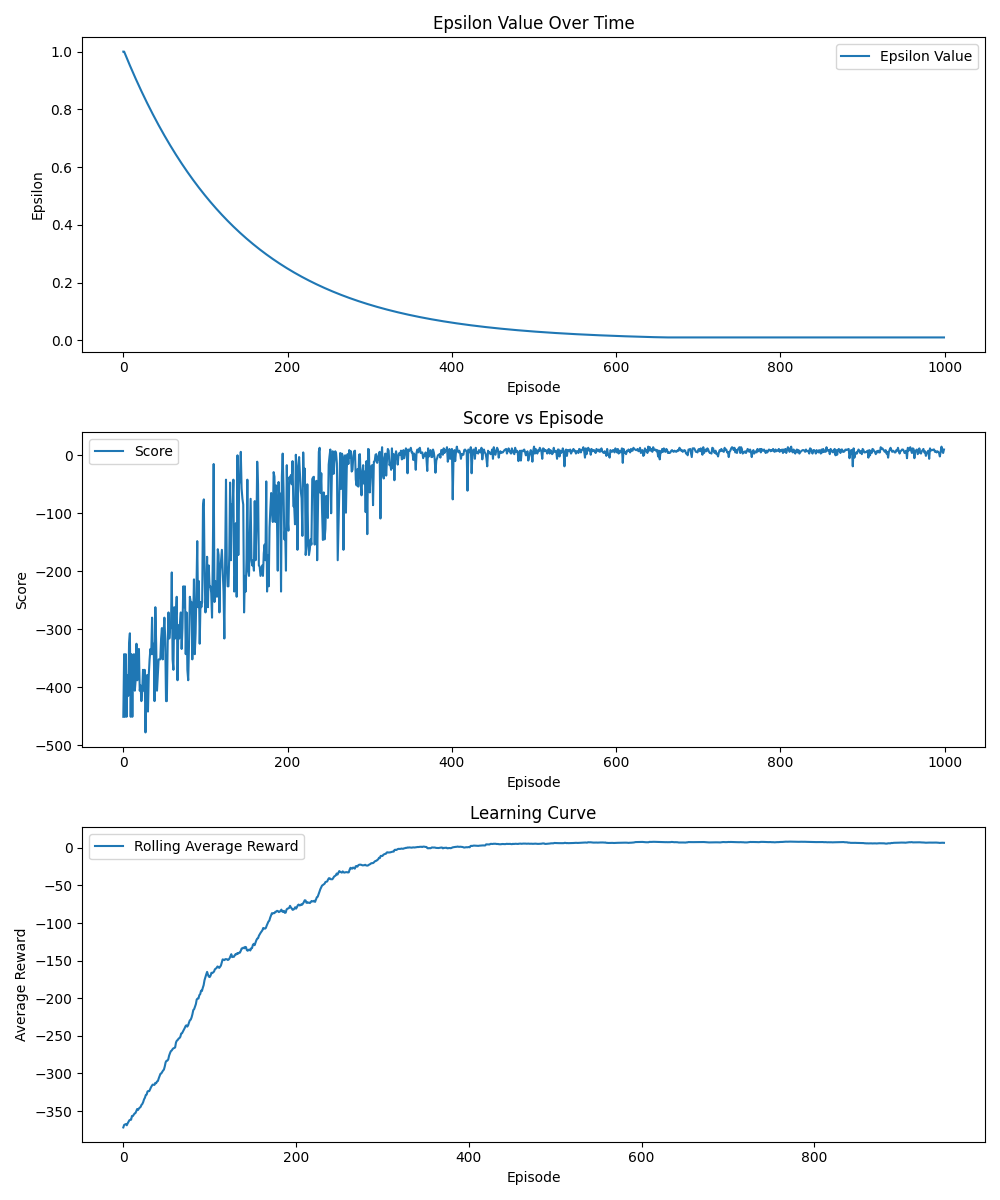 Epsilon Value Over Time
Epsilon Value
1.0
0.8
0.6
0.4
0.2
0.0
Epsilon
0 200 400 600 800 1000
Episode
Score vs Episode
Score
0
−100
−200
−300
−400
−500
Score
0 200 400 600 800 1000
Episode
Learning Curve
Rolling Average Reward
0
−50
−100
−150
−200
−250
−300
−350
Average Reward
0 200 400 600 800
Episode